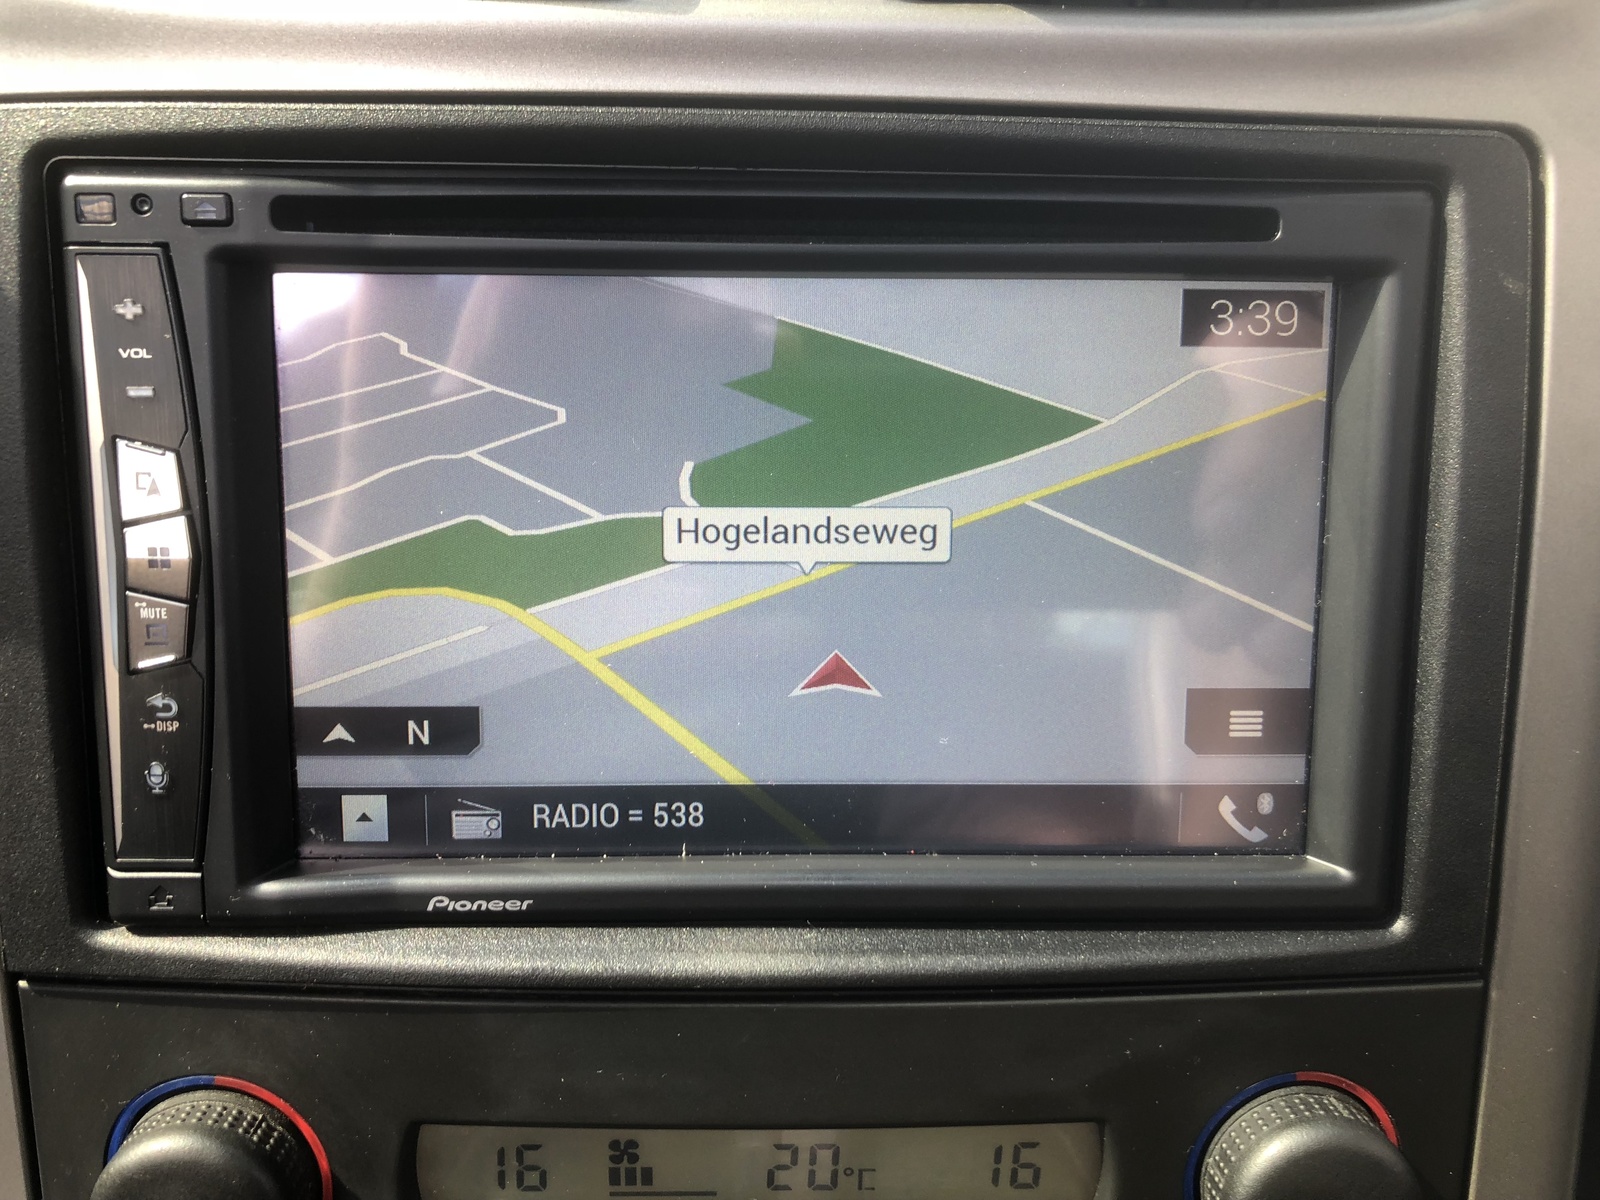 VOL
MUTE
DISP
3:39
Hogelandseweg
N
RADIO = 538
Pioneer
16 20°C 16